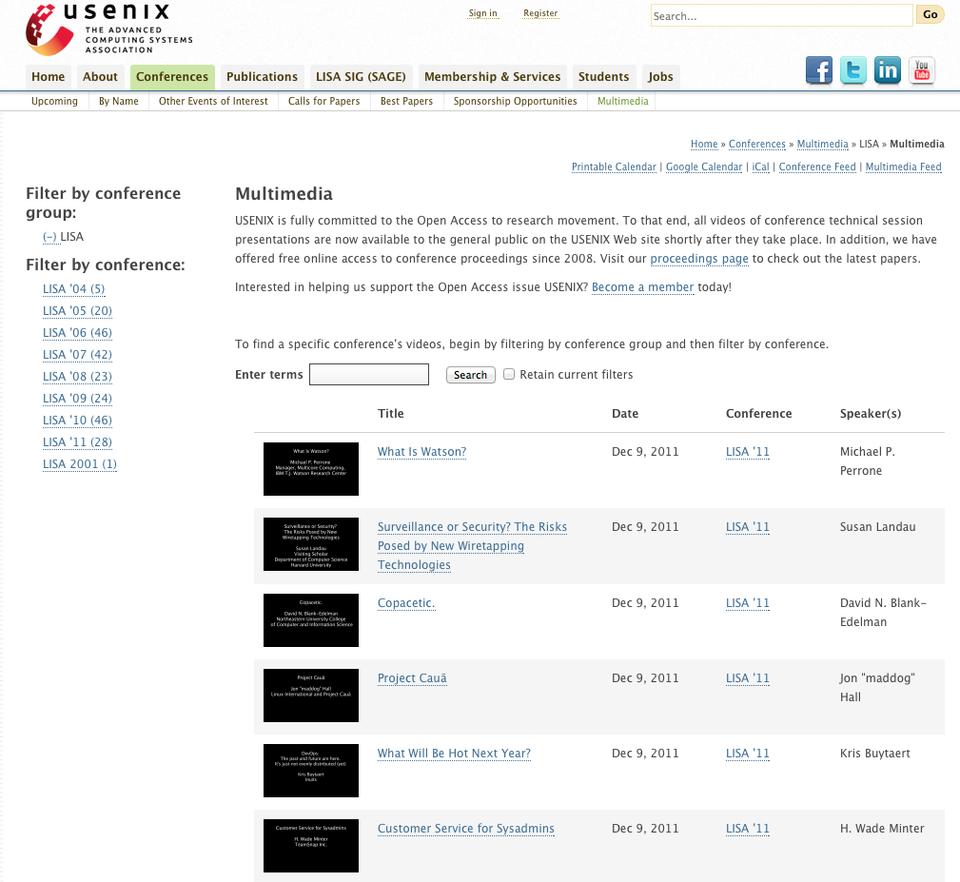 usenix
THE ADVANCED
COMPUTING SYSTEMS
ASSOCIATION
Sign in Register
Search... Go
Home About Conferences Publications LISA SIG (SAGE) Membership & Services Students Jobs
Upcoming By Name Other Events of Interest Calls for Papers Best Papers Sponsorship Opportunities Multimedia
Home » Conferences » Multimedia » LISA » Multimedia
Printable Calendar | Google Calendar | iCal | Conference Feed | Multimedia Feed
Filter by conference
group:
(–) LISA
Filter by conference:
LISA '04 (5)
LISA '05 (20)
LISA '06 (46)
LISA '07 (42)
LISA '08 (23)
LISA '09 (24)
LISA '10 (46)
LISA '11 (28)
LISA 2001 (1)
Multimedia
USENIX is fully committed to the Open Access to research movement. To that end, all videos of conference technical session
presentations are now available to the general public on the USENIX Web site shortly after they take place. In addition, we have
offered free online access to conference proceedings since 2008. Visit our proceedings page to check out the latest papers.
Interested in helping us support the Open Access issue USENIX? Become a member today!
To find a specific conference's videos, begin by filtering by conference group and then filter by conference.
Enter terms Search Retain current filters
Title Date Conference Speaker(s)
What Is Watson?
Michael P. Perrone
Manager, Multicore Computing,
IBM T.J. Watson Research Center
What Is Watson? Dec 9, 2011 LISA '11 Michael P.
Perrone
Surveillance or Security?
The Risks Posed by New
Wiretapping Technologies
Susan Landau
Visiting Scholar
Department of Computer Science
Harvard University
Surveillance or Security? The Risks Dec 9, 2011 LISA '11 Susan Landau
Posed by New Wiretapping
Technologies
Copacetic.
David N. Blank-Edelman
Northeastern University College
of Computer and Information Science
Copacetic. Dec 9, 2011 LISA '11 David N. Blank-
Edelman
Project Cauã
Jon "maddog" Hall
Linux International and Project Cauã
Project Cauã Dec 9, 2011 LISA '11 Jon "maddog"
Hall
DevOps:
The past and future are here.
It's just not evenly distributed (yet)
Kris Buytaert
Inuits
What Will Be Hot Next Year? Dec 9, 2011 LISA '11 Kris Buytaert
Customer Service for Sysadmins
H. Wade Minter
TeamSnap Inc.
Customer Service for Sysadmins Dec 9, 2011 LISA '11 H. Wade Minter